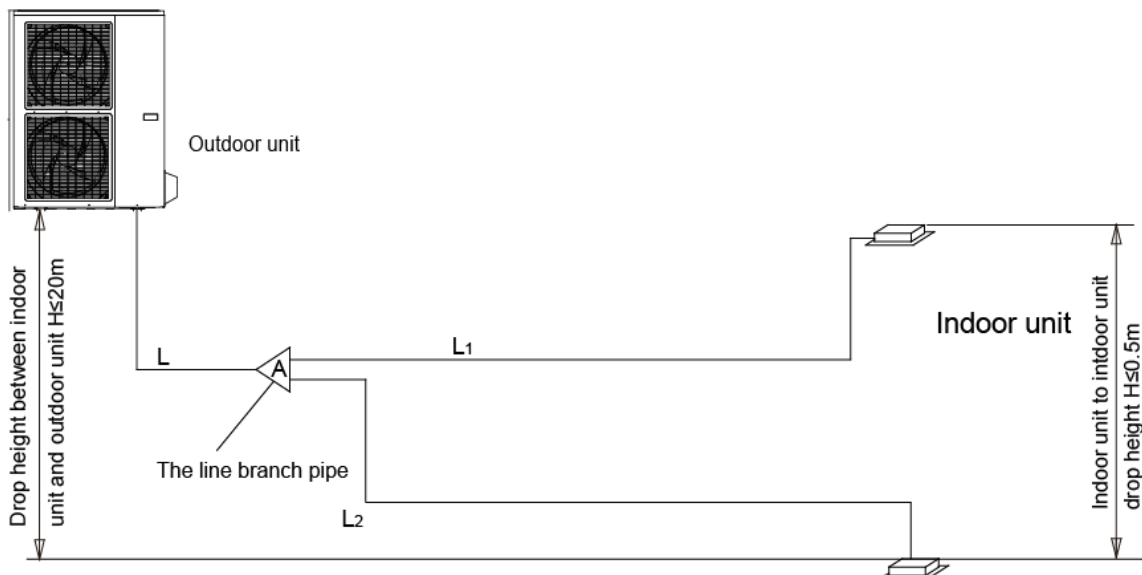 Outdoor unit
Drop height between indoor
unit and outdoor unit H≤20m
L
A
L1
Indoor unit
Indoor unit to intdoor unit
drop height H≤0.5m
The line branch pipe
L2